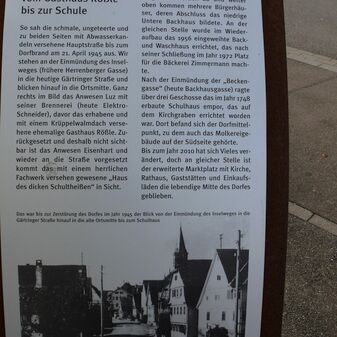 Vom Gasthaus Rößle
bis zur Schule
So sah die schmale, ungeteerte und
zu beiden Seiten mit Abwasserkan-
deln versehene Hauptstraße bis zum
Dorfbrand am 21. April 1945 aus. Wir
stehen an der Einmündung des Insel-
weges (frühere Herrenberger Gasse)
in die heutige Gärtringer Straße und
blicken hinauf in die Ortsmitte. Ganz
rechts im Bild das Anwesen Luz mit
seiner Brennerei (heute Elektro-
Schneider), davor das erhabene und
mit einem Krüppelwalmdach verse-
hene ehemalige Gasthaus Rößle. Zu-
rückgesetzt und deshalb nicht sicht-
bar ist das Anwesen Eisenhart und
wieder an die Straße vorgesetzt
kommt das mit einem herrlichen
Fachwerk versehen gewesene „Haus
des dicken Schultheißen“ in Sicht.
oben kommen mehrere Bürgerhäu-
ser, deren Abschluss das niedrige
Untere Backhaus bildete. An der
gleichen Stelle wurde im Wieder-
aufbau das 1956 eingeweihte Back-
und Waschhaus errichtet, das nach
seiner Schließung im Jahr 1972 Platz
für die Bäckerei Zimmermann mach-
te.
Nach der Einmündung der „Becken-
gasse“ (heute Backhausgasse) ragte
über drei Geschosse das im Jahr 1748
erbaute Schulhaus empor, das auf
dem Kirchgraben errichtet worden
war. Dort befand sich der Dorfmittel-
punkt, zu dem auch das Molkereige-
bäude auf der Südseite gehörte.
Bis zum Jahr 2010 hat sich Vieles verän-
dert, doch an gleicher Stelle ist
der erweiterte Marktplatz mit Kirche,
Rathaus, Gaststätten und Einkaufs-
läden die lebendige Mitte des Dorfes
geblieben.
Das war bis zur Zerstörung des Dorfes im Jahr 1945 der Blick von der Einmündung des Inselweges in die
Gärtringer Straße hinauf in die alte Ortsmitte bis zum Schulhaus